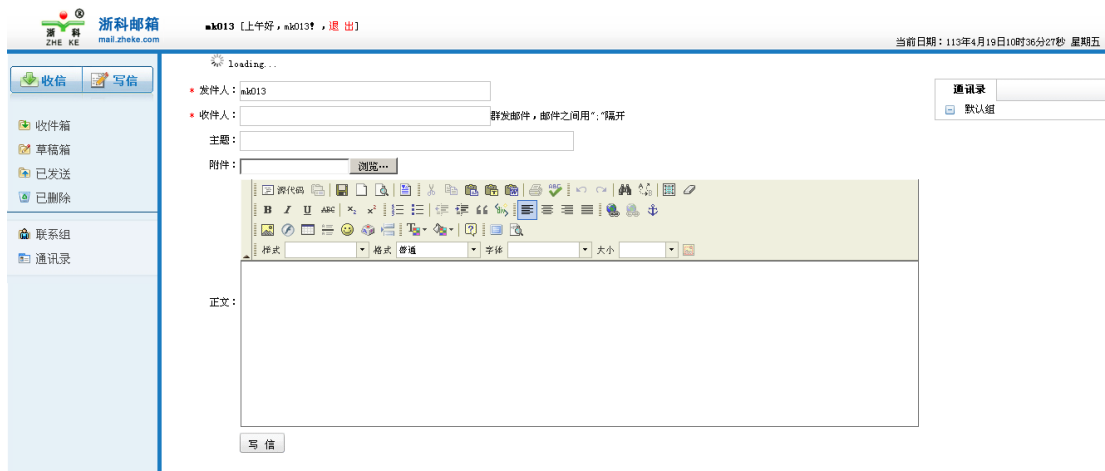 浙 科
ZHE KE
®
浙科邮箱
mail.zheke.com
mk013 [上午好,mk013! ,退 出]
当前日期:113年4月19日10时36分27秒 星期五
收信
写信
收件箱
草稿箱
已发送
已删除
联系组
通讯录
loading...
* 发件人: mk013
* 收件人: 群发邮件,邮件之间用";"隔开
主题:
附件: 浏览…
源代码
B I U ABC x₂ x²
样式 格式 普通 字体 大小
正文:
写 信
通讯录
默认组